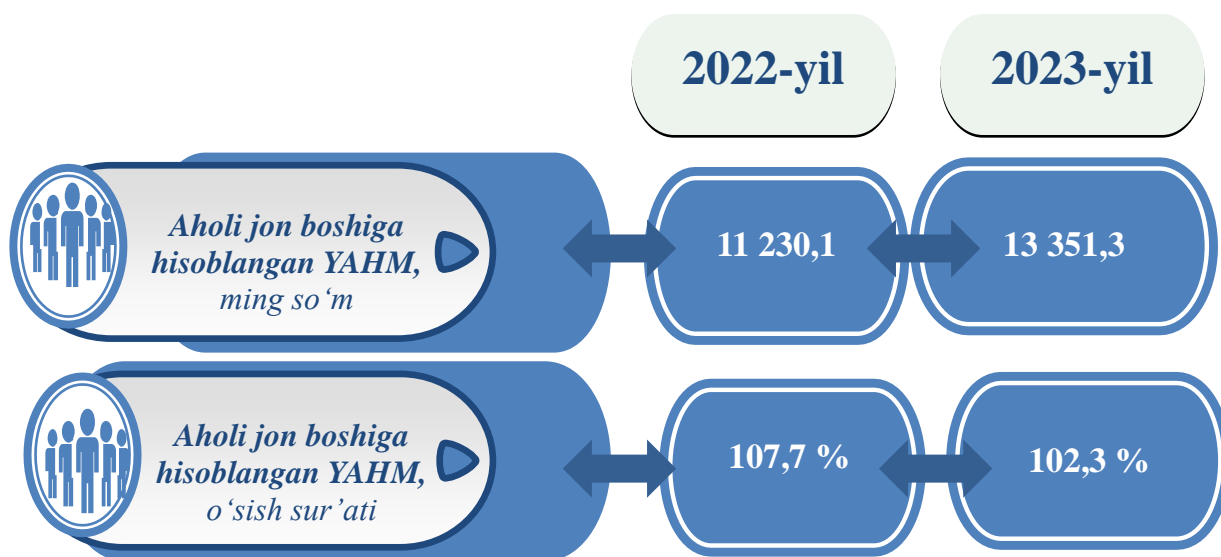 2022-yil 2023-yil
Aholi jon boshiga
hisoblangan YAHM,
ming so‘m
11 230,1 13 351,3
Aholi jon boshiga
hisoblangan YAHM,
o‘sish sur’ati
107,7 % 102,3 %